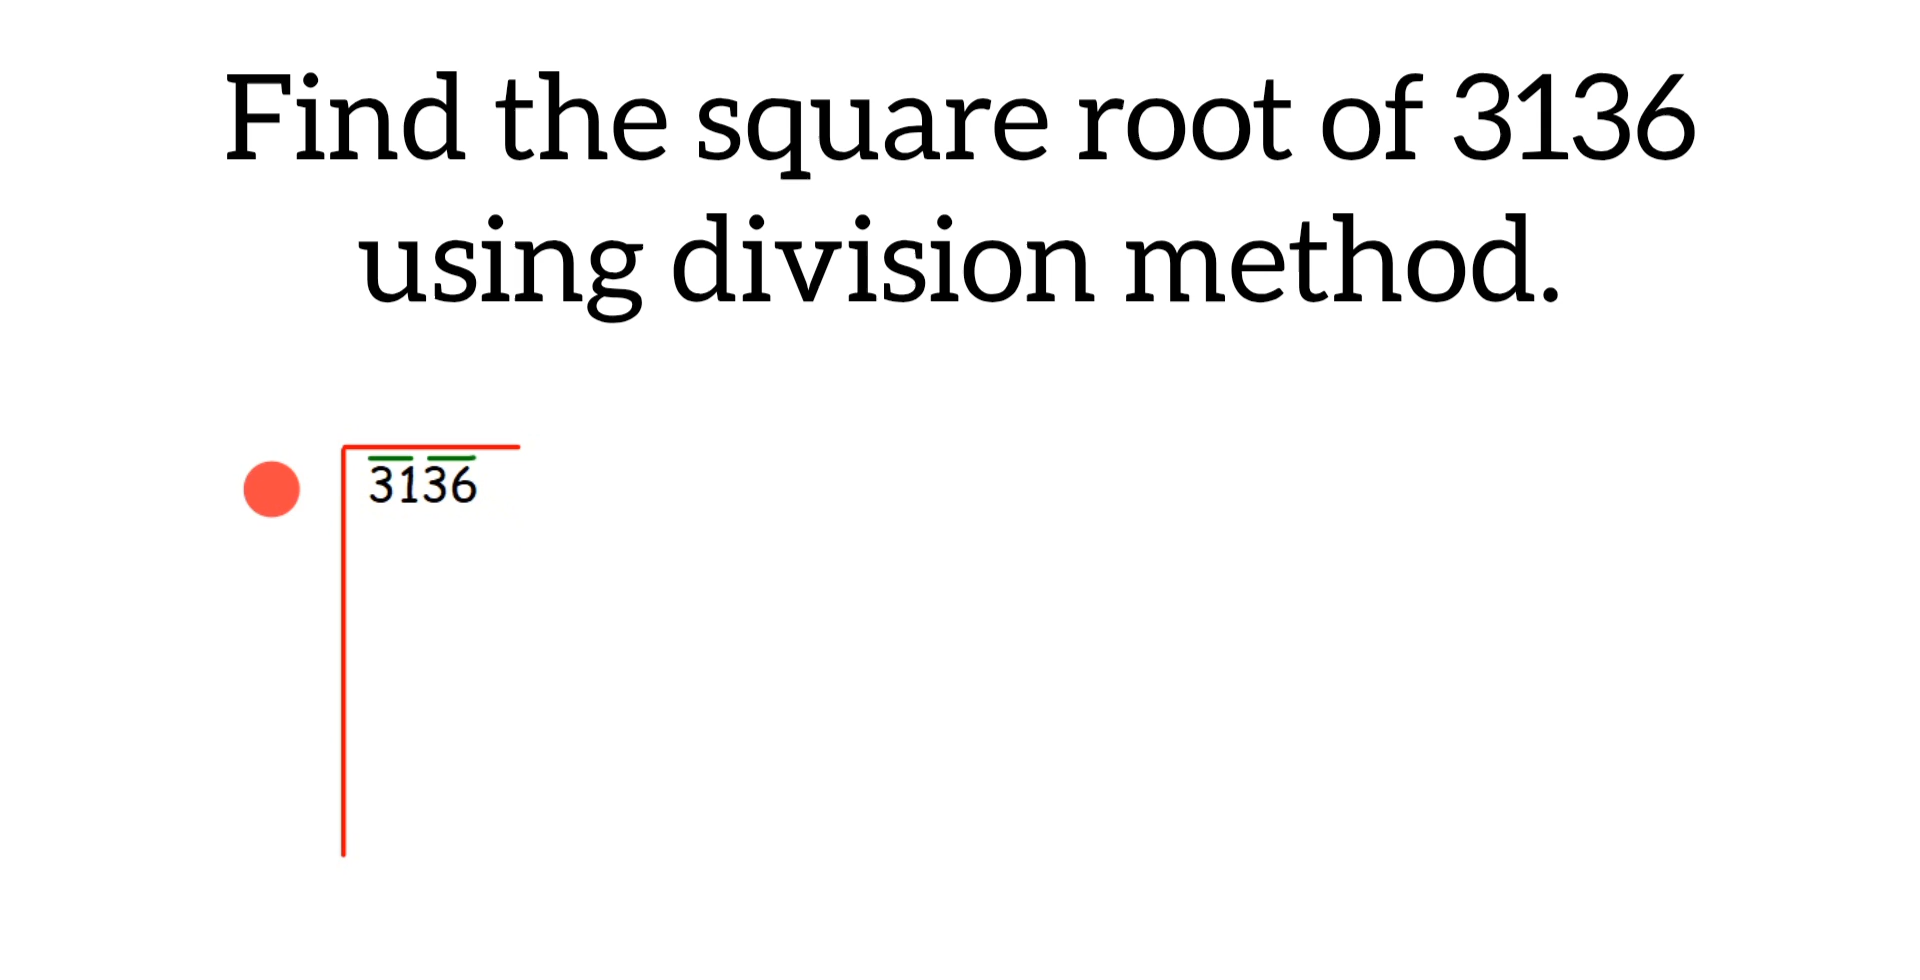 Find the square root of 3136
using division method.
3136